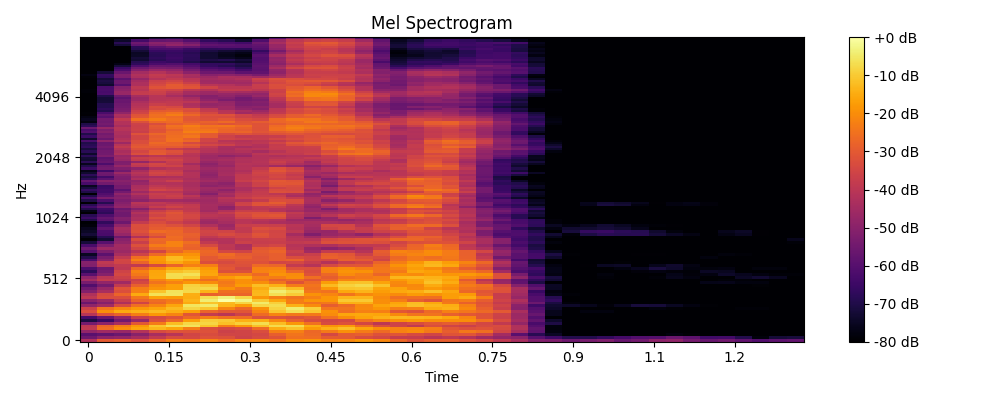 Mel Spectrogram
Hz
4096
2048
1024
512
0
0 0.15 0.3 0.45 0.6 0.75 0.9 1.1 1.2
Time
+0 dB
-10 dB
-20 dB
-30 dB
-40 dB
-50 dB
-60 dB
-70 dB
-80 dB